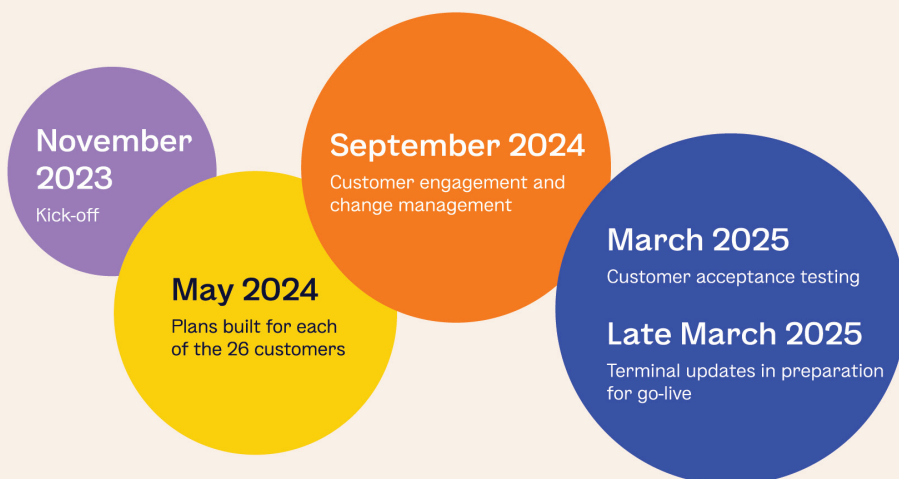 November
2023
Kick-off
May 2024
Plans built for each
of the 26 customers
September 2024
Customer engagement and
change management
March 2025
Customer acceptance testing
Late March 2025
Terminal updates in preparation
for go-live